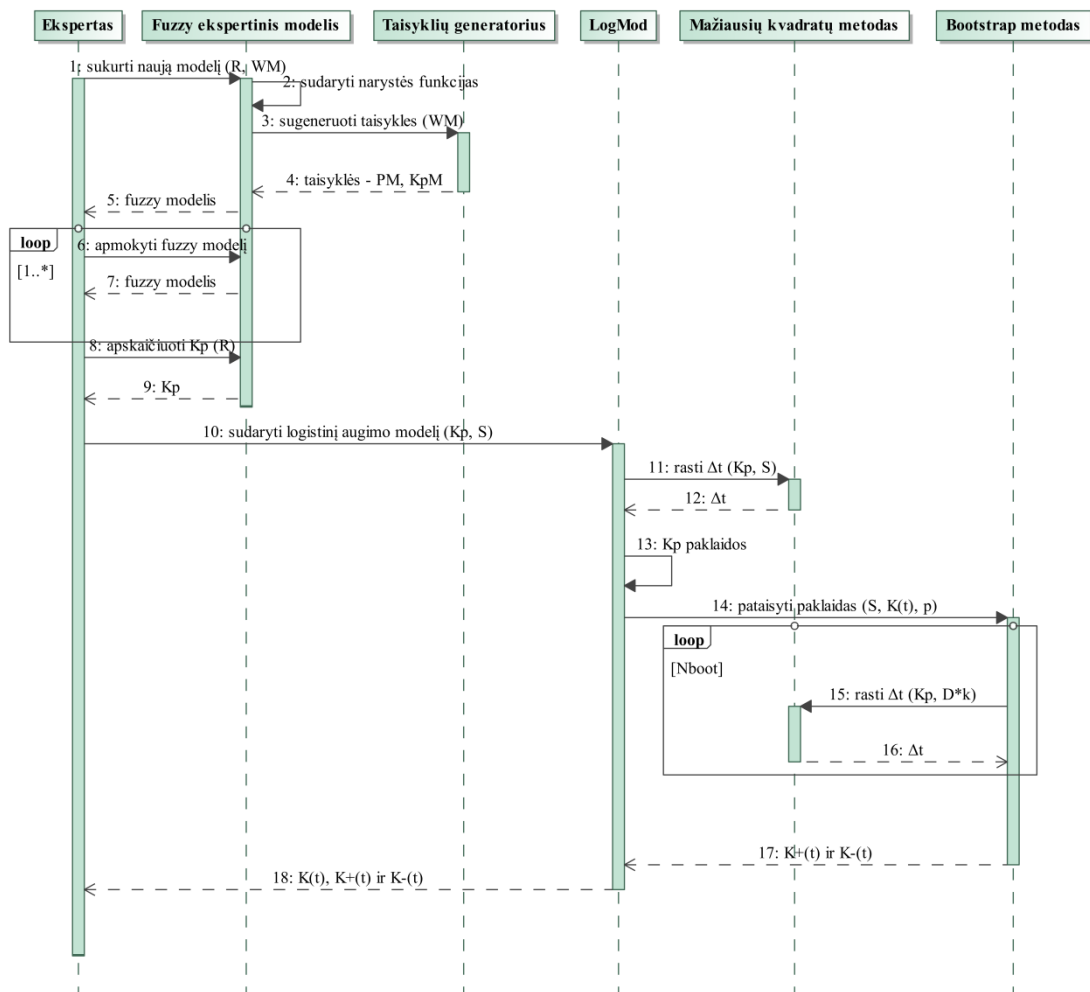 Ekspertas
Fuzzy ekspertinis modelis
Taisyklių generatorius
LogMod
Mažiausių kvadratų metodas
Bootstrap metodas
1: sukurti naują modelį (R, WM)
2: sudaryti narystės funkcijas
3: sugeneruoti taisykles (WM)
4: taisyklės - PM, KpM
5: fuzzy modelis
loop
6: apmokyti fuzzy modelį
[1..*]
7: fuzzy modelis
8: apskaičiuoti Kp (R)
9: Kp
10: sudaryti logistinį augimo modelį (Kp, S)
11: rasti Δt (Kp, S)
12: Δt
13: Kp paklaidos
14: pataisyti paklaidas (S, K(t), p)
loop
[Nboot]
15: rasti Δt (Kp, D*k)
16: Δt
17: K+(t) ir K-(t)
18: K(t), K+(t) ir K-(t)